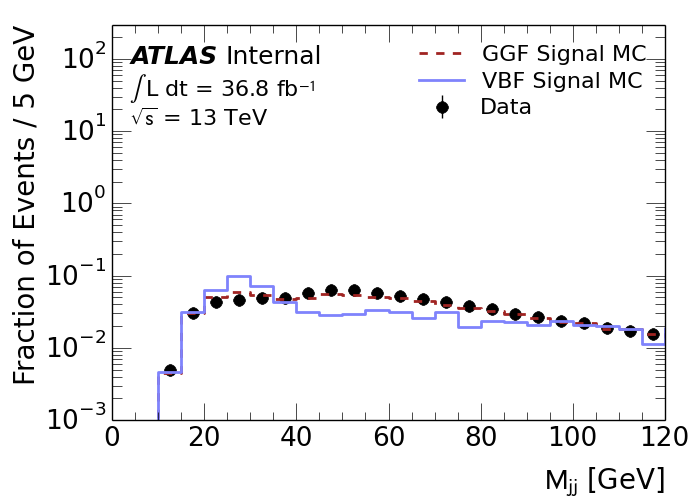 ATLAS Internal
∫L dt = 36.8 fb⁻¹
√s = 13 TeV
GGF Signal MC
VBF Signal MC
Data
Fraction of Events / 5 GeV
10²
10¹
10⁰
10⁻¹
10⁻²
10⁻³
0 20 40 60 80 100 120
Mjj [GeV]